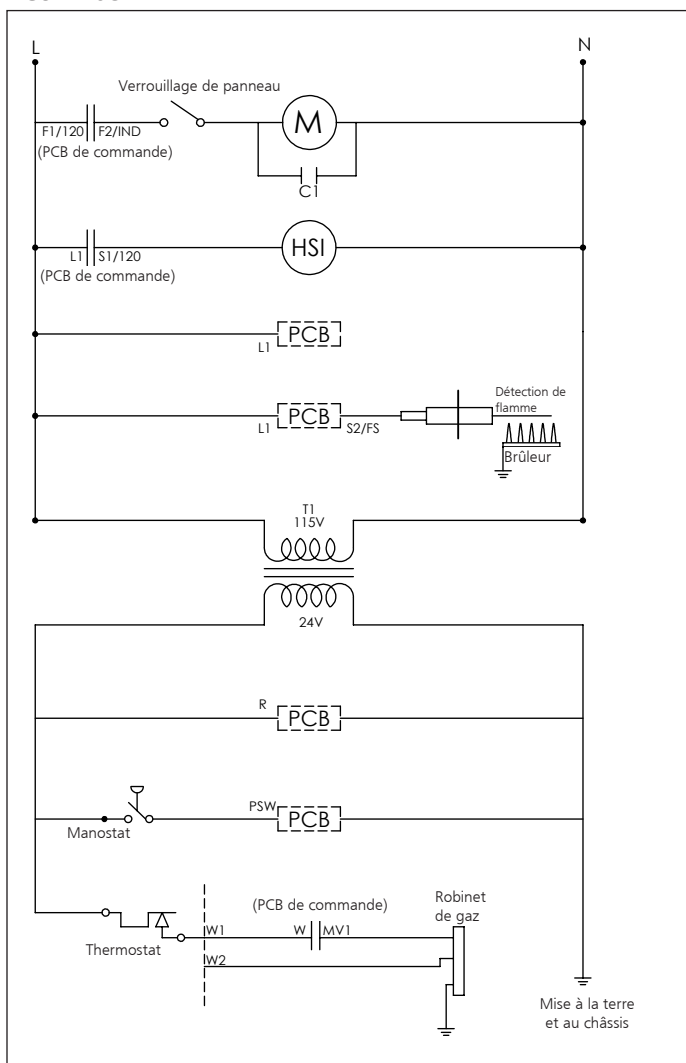 L
N
Verrouillage de panneau
M
F1/120
F2/IND
(PCB de commande)
C1
HSI
L1
S1/120
(PCB de commande)
PCB
L1
Détection de
flamme
PCB
L1
S2/FS
Brûleur
T1
115V
24V
R
PCB
PSW
PCB
Manostat
Robinet
de gaz
(PCB de commande)
W1
W
MV1
Thermostat
W2
Mise à la terre
et au châssis